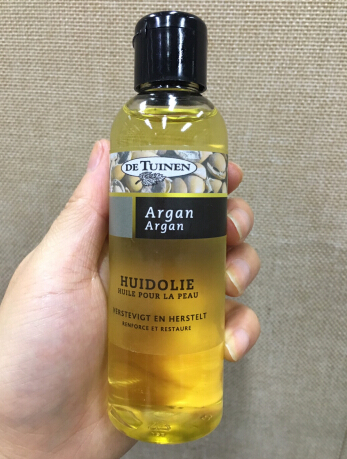 DE TUINEN
Argan
Argan
HUIDOLIE
HUILE POUR LA PEAU
VERSTEVIGT EN HERSTELT
RENFORCE ET RESTAURE